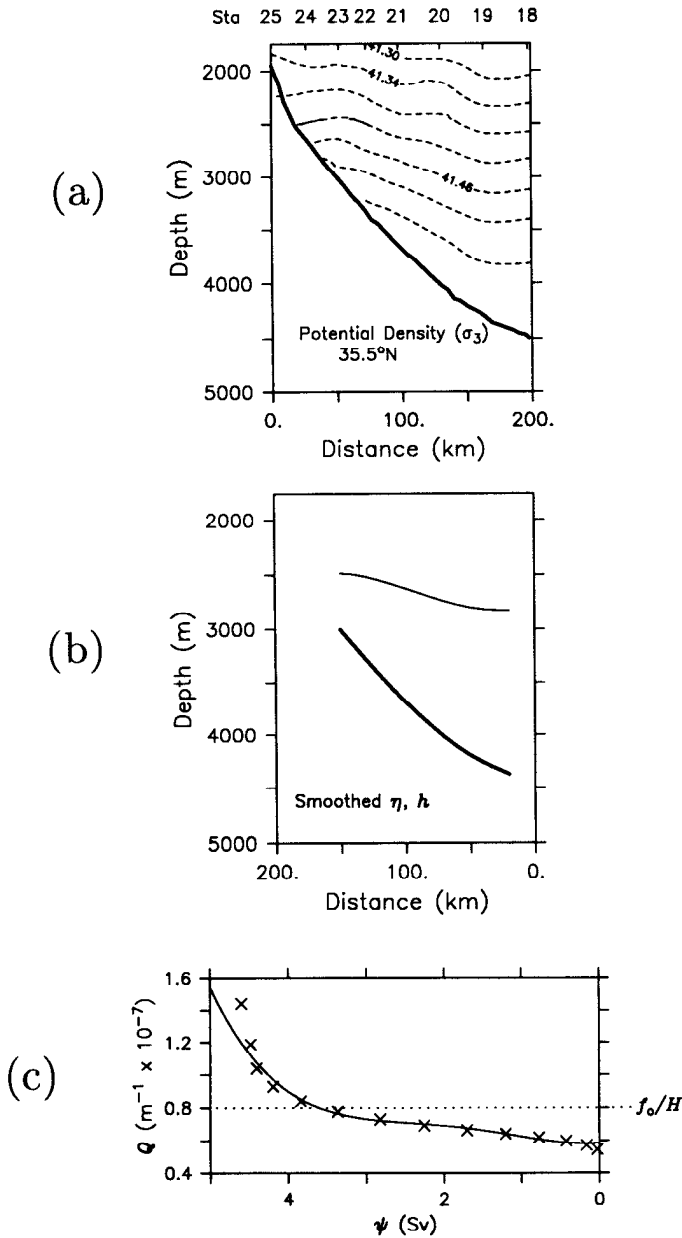 Sta 25 24 23 22 21 20 19 18
41.30
2000
41.34
(a)
Depth (m)
3000
41.46
4000
Potential Density (σ₃)
35.5°N
5000
0. 100. 200.
Distance (km)
2000
(b)
Depth (m)
3000
4000
Smoothed η, h
5000
200. 100. 0.
Distance (km)
(c)
Q (m⁻¹ x 10⁻⁷)
1.6
1.2
0.8
f₀/H
0.4
4 2 0
ψ (Sv)